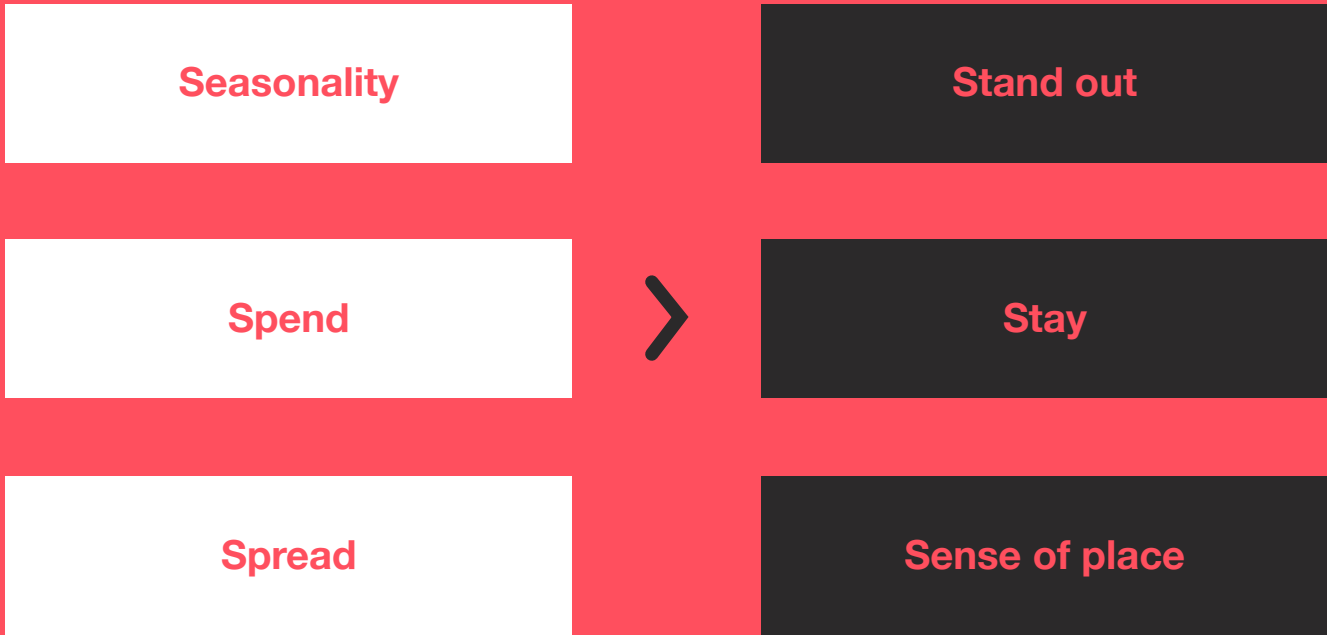 Seasonality
Spend
Spread
Stand out
Stay
Sense of place